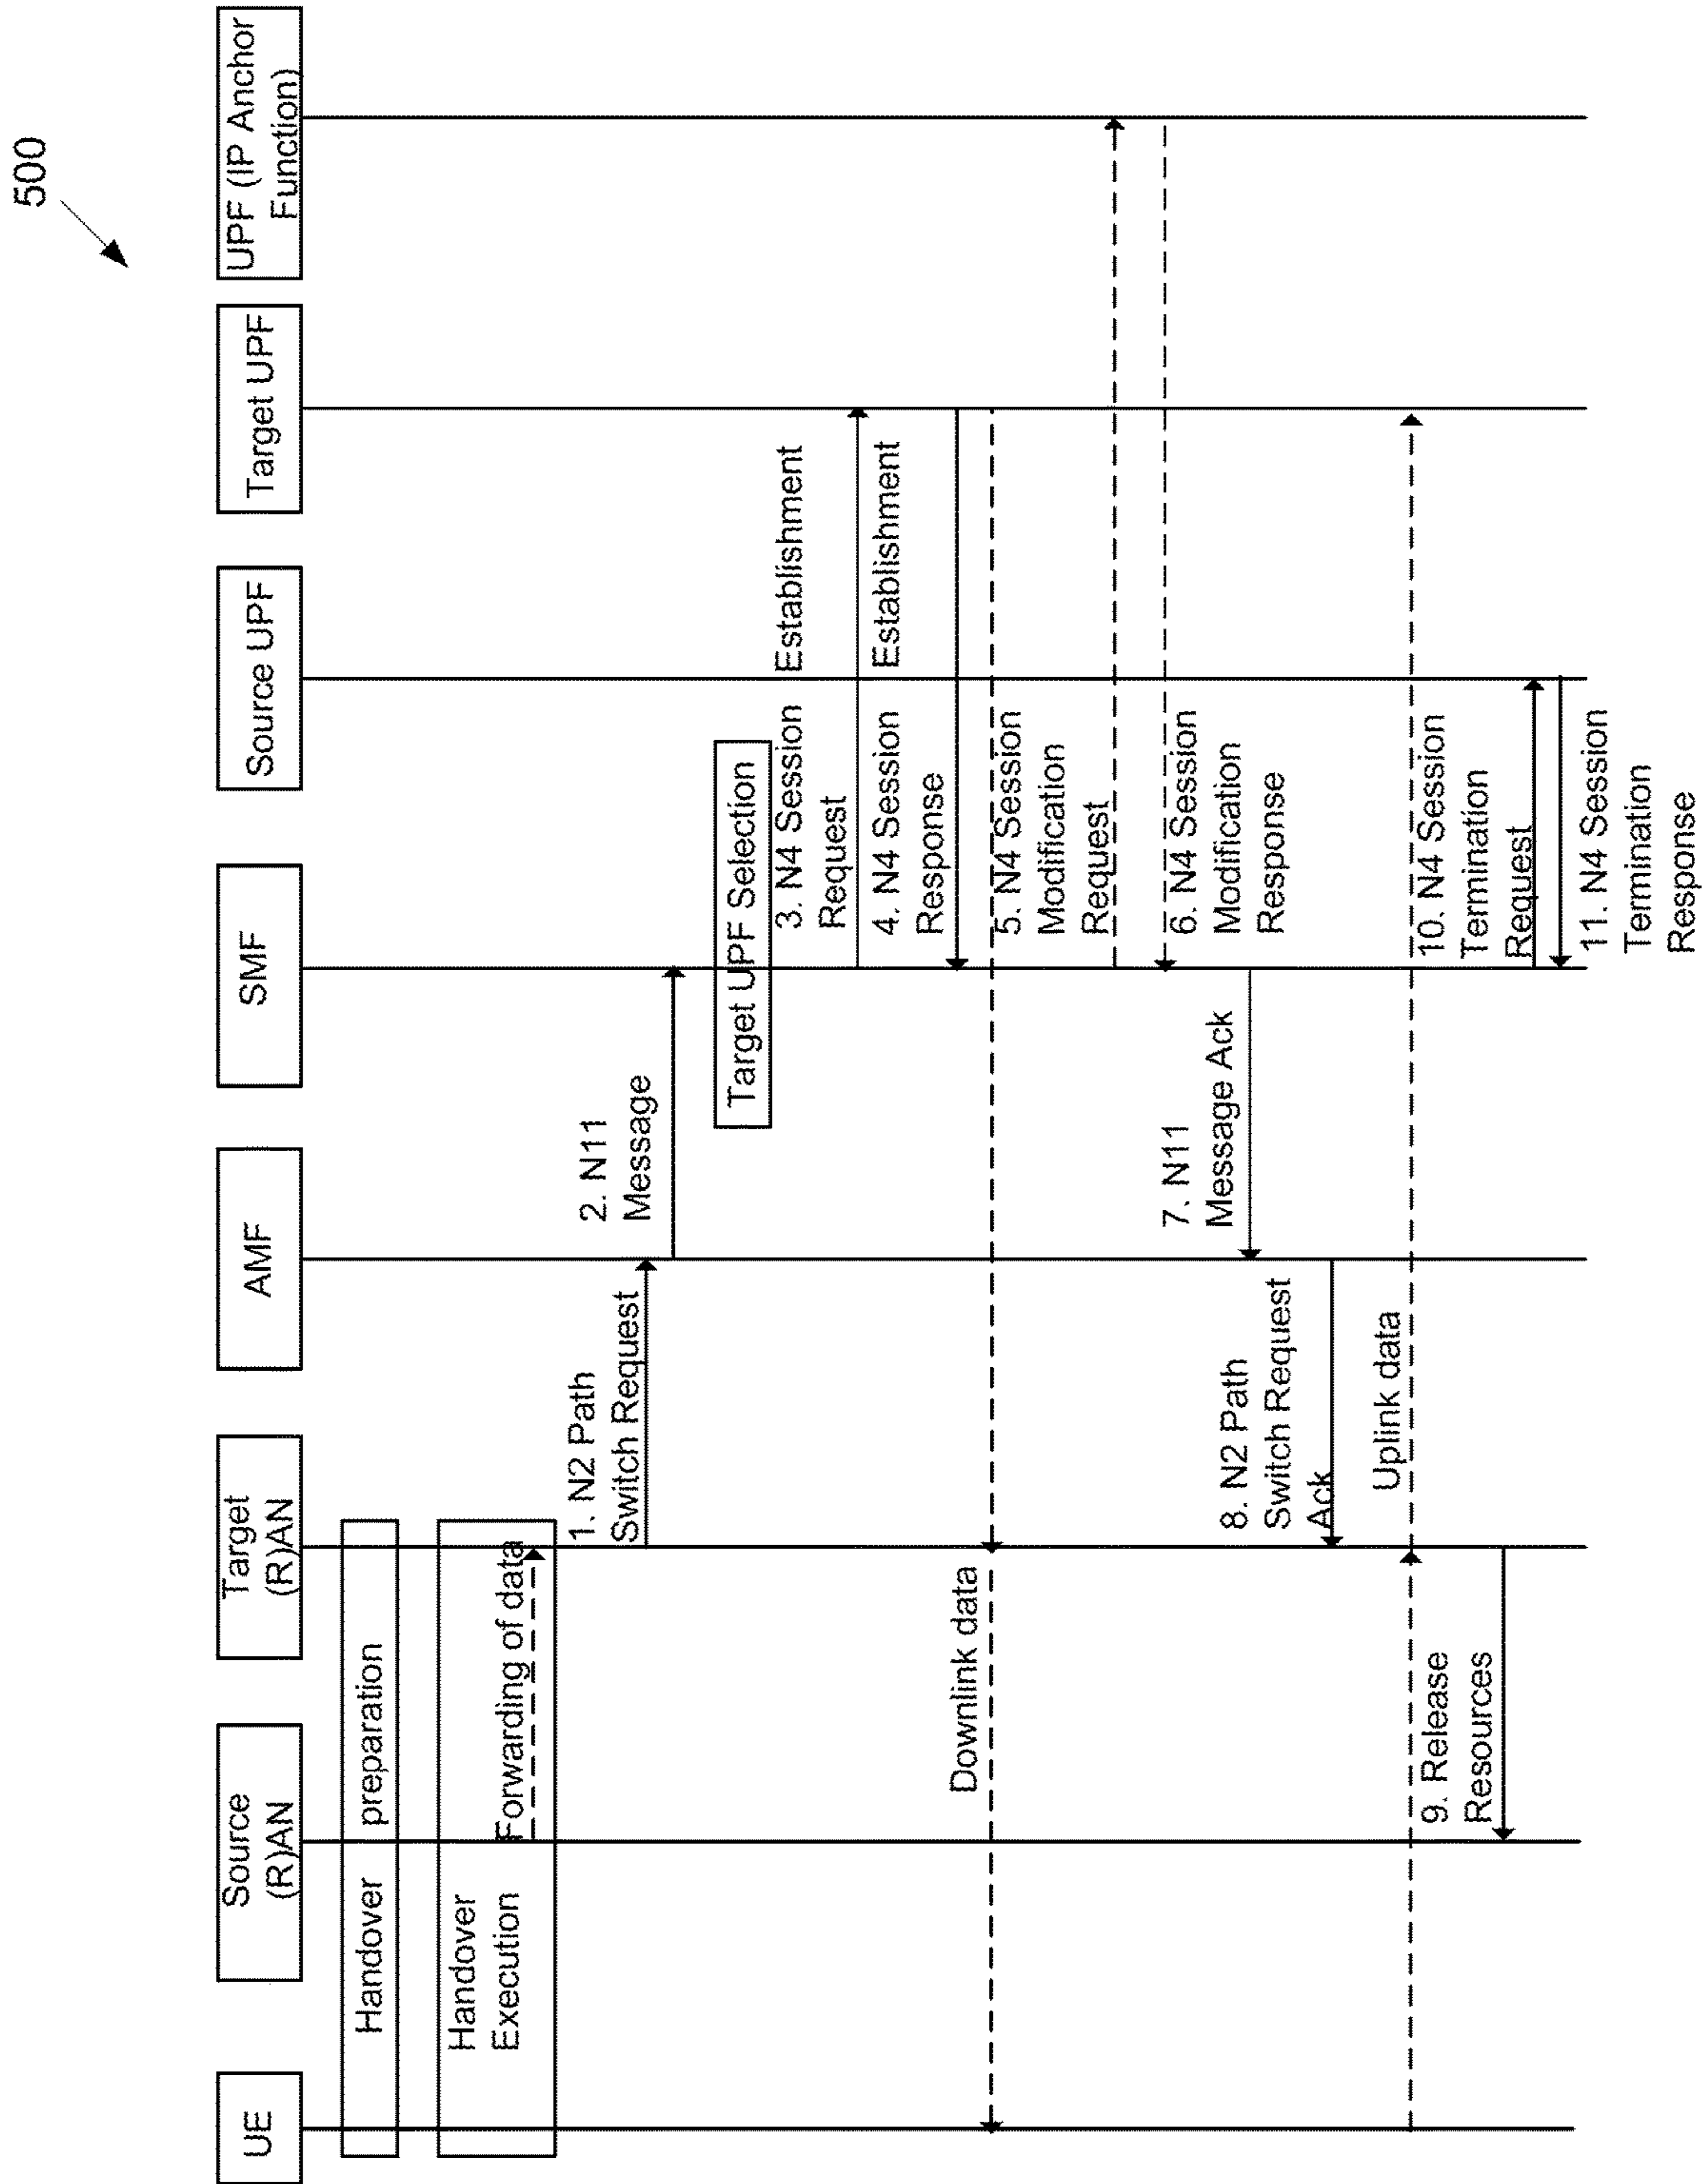 500
UE
Source
(R)AN
Target
(R)AN
AMF
SMF
Source UPF
Target UPF
UPF (IP Anchor
Function)
Handover preparation
Handover
Execution
Forwarding of data
1. N2 Path
Switch Request
2. N11
Message
Target UPF Selection
3. N4 Session Establishment
Request
4. N4 Session Establishment
Response
Downlink data
5. N4 Session
Modification
Request
6. N4 Session
Modification
Response
7. N11
Message Ack
8. N2 Path
Switch Request
Ack
Uplink data
9. Release
Resources
10. N4 Session
Termination
Request
11. N4 Session
Termination
Response